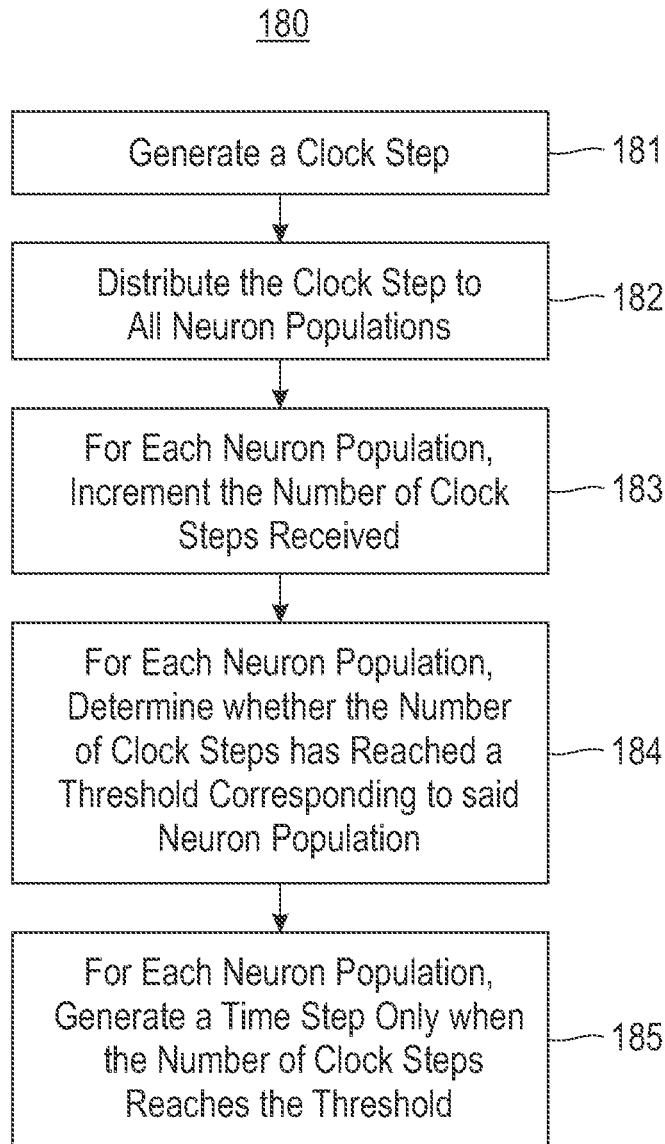 180
Generate a Clock Step
181
Distribute the Clock Step to
All Neuron Populations
182
For Each Neuron Population,
Increment the Number of Clock
Steps Received
183
For Each Neuron Population,
Determine whether the Number
of Clock Steps has Reached a
Threshold Corresponding to said
Neuron Population
184
For Each Neuron Population,
Generate a Time Step Only when
the Number of Clock Steps
Reaches the Threshold
185